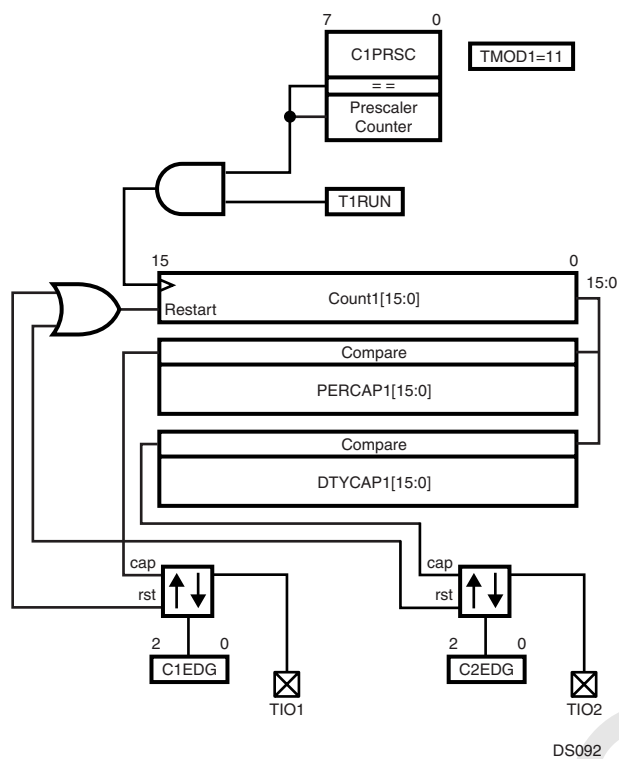 7 0
C1PRSC
TMOD1=11
= =
Prescaler
Counter
T1RUN
15 0
15:0
Count1[15:0]
Restart
Compare
PERCAP1[15:0]
Compare
DTYCAP1[15:0]
cap
rst
cap
rst
2 0
2 0
C1EDG
C2EDG
TIO1
TIO2
DS092